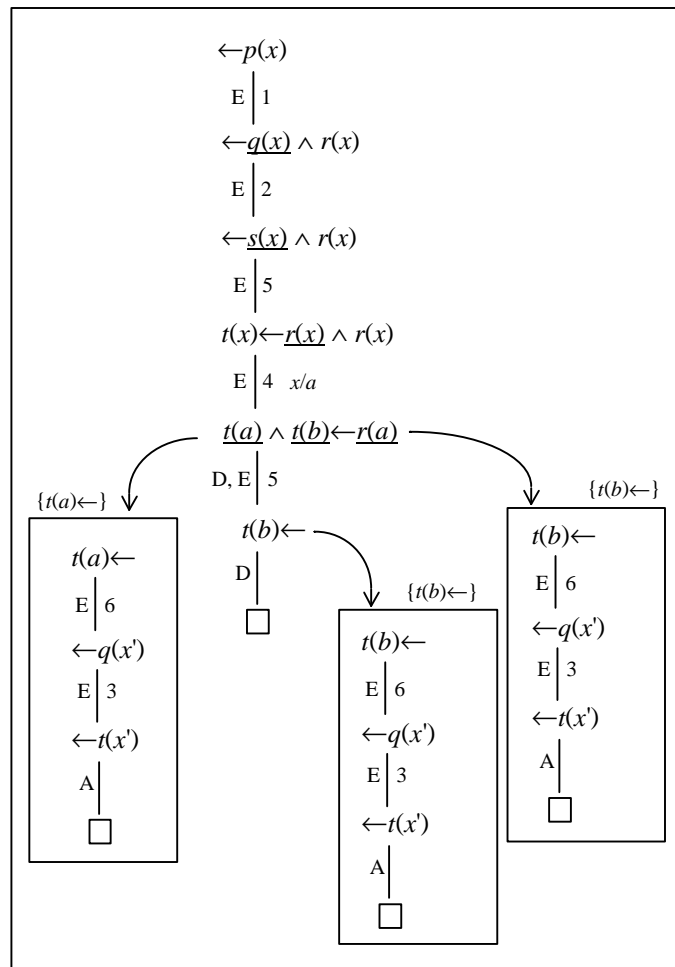 ←p(x)
E 1
←q(x) ∧ r(x)
E 2
←s(x) ∧ r(x)
E 5
t(x)←r(x) ∧ r(x)
E 4 x/a
t(a) ∧ t(b)←r(a)
D, E 5
t(b)←
D
{t(a)←}
t(a)←
E 6
←q(x')
E 3
←t(x')
A
{t(b)←}
t(b)←
E 6
←q(x')
E 3
←t(x')
A
{t(b)←}
t(b)←
E 6
←q(x')
E 3
←t(x')
A